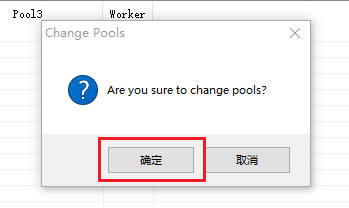 Pool3 Worker
Change Pools
Are you sure to change pools?
确定 取消